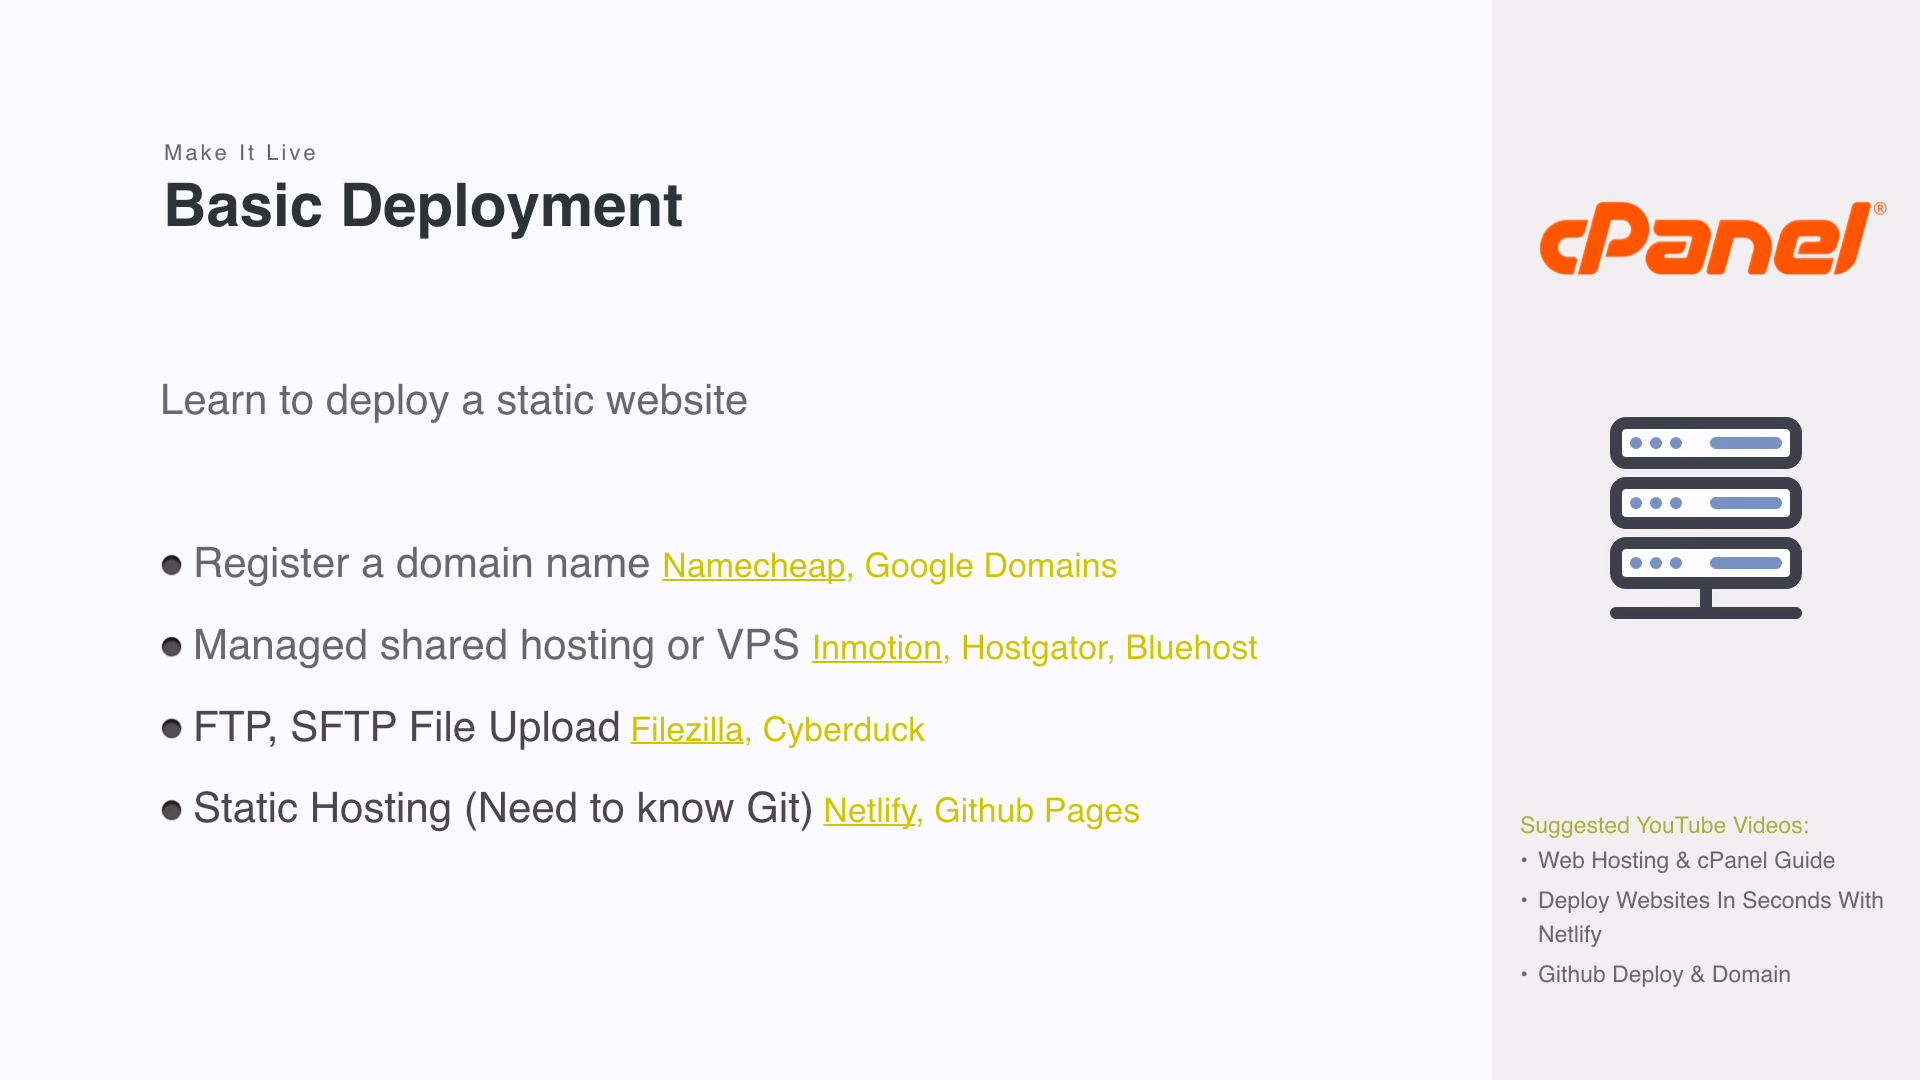 Make It Live
Basic Deployment
Learn to deploy a static website
Register a domain name Namecheap, Google Domains
Managed shared hosting or VPS Inmotion, Hostgator, Bluehost
FTP, SFTP File Upload Filezilla, Cyberduck
Static Hosting (Need to know Git) Netlify, Github Pages
cPanel®
Suggested YouTube Videos:
• Web Hosting & cPanel Guide
• Deploy Websites In Seconds With
Netlify
• Github Deploy & Domain